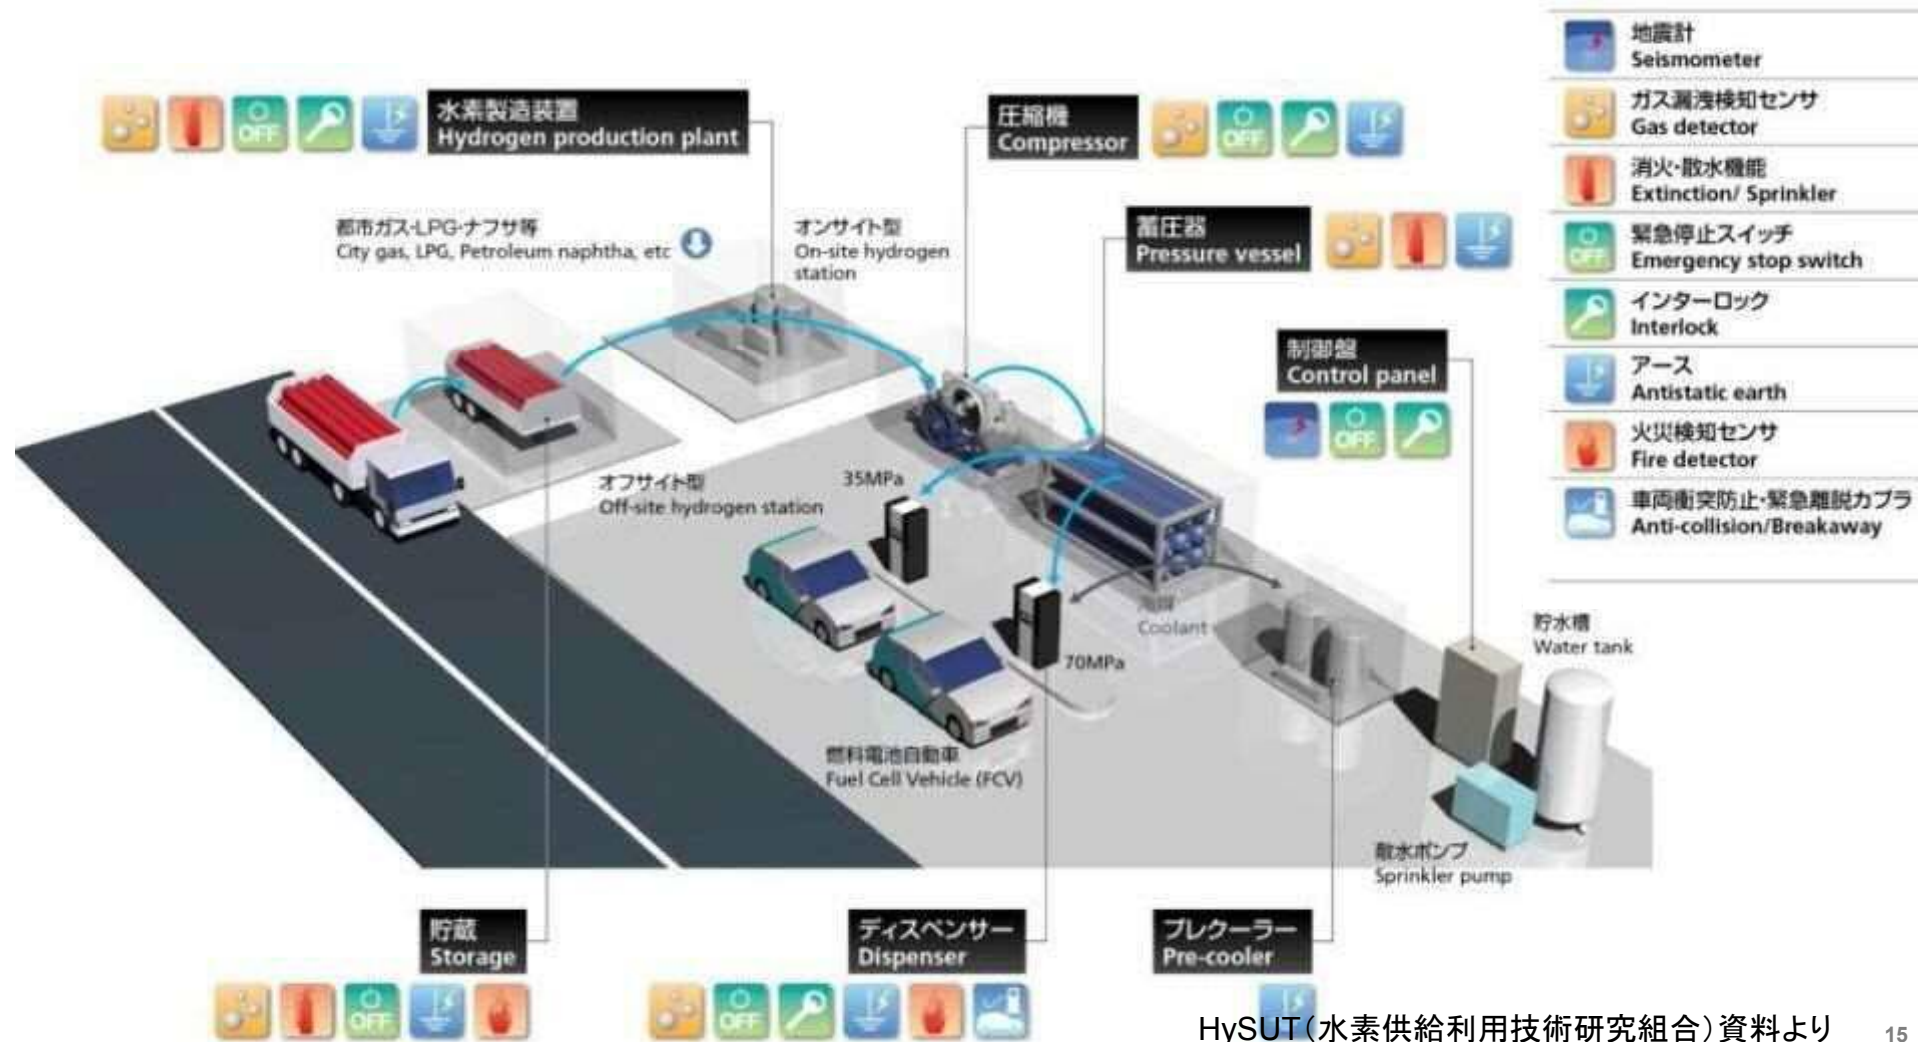 水素製造装置
Hydrogen production plant
OFF
圧縮機
Compressor
OFF
地震計
Seismometer
ガス漏洩検知センサ
Gas detector
消火・散水機能
Extinction/ Sprinkler
OFF
緊急停止スイッチ
Emergency stop switch
インターロック
Interlock
アース
Antistatic earth
火災検知センサ
Fire detector
車両衝突防止・緊急離脱カプラ
Anti-collision/Breakaway
都市ガス・LPG・ナフサ等
City gas, LPG, Petroleum naphtha, etc
オンサイト型
On-site hydrogen
station
蓄圧器
Pressure vessel
制御盤
Control panel
OFF
オフサイト型
Off-site hydrogen station
35MPa
Coolant
70MPa
燃料電池自動車
Fuel Cell Vehicle (FCV)
貯水槽
Water tank
散水ポンプ
Sprinkler pump
貯蔵
Storage
OFF
ディスペンサー
Dispenser
OFF
プレクーラー
Pre-cooler
HySUT(水素供給利用技術研究組合)資料より
15